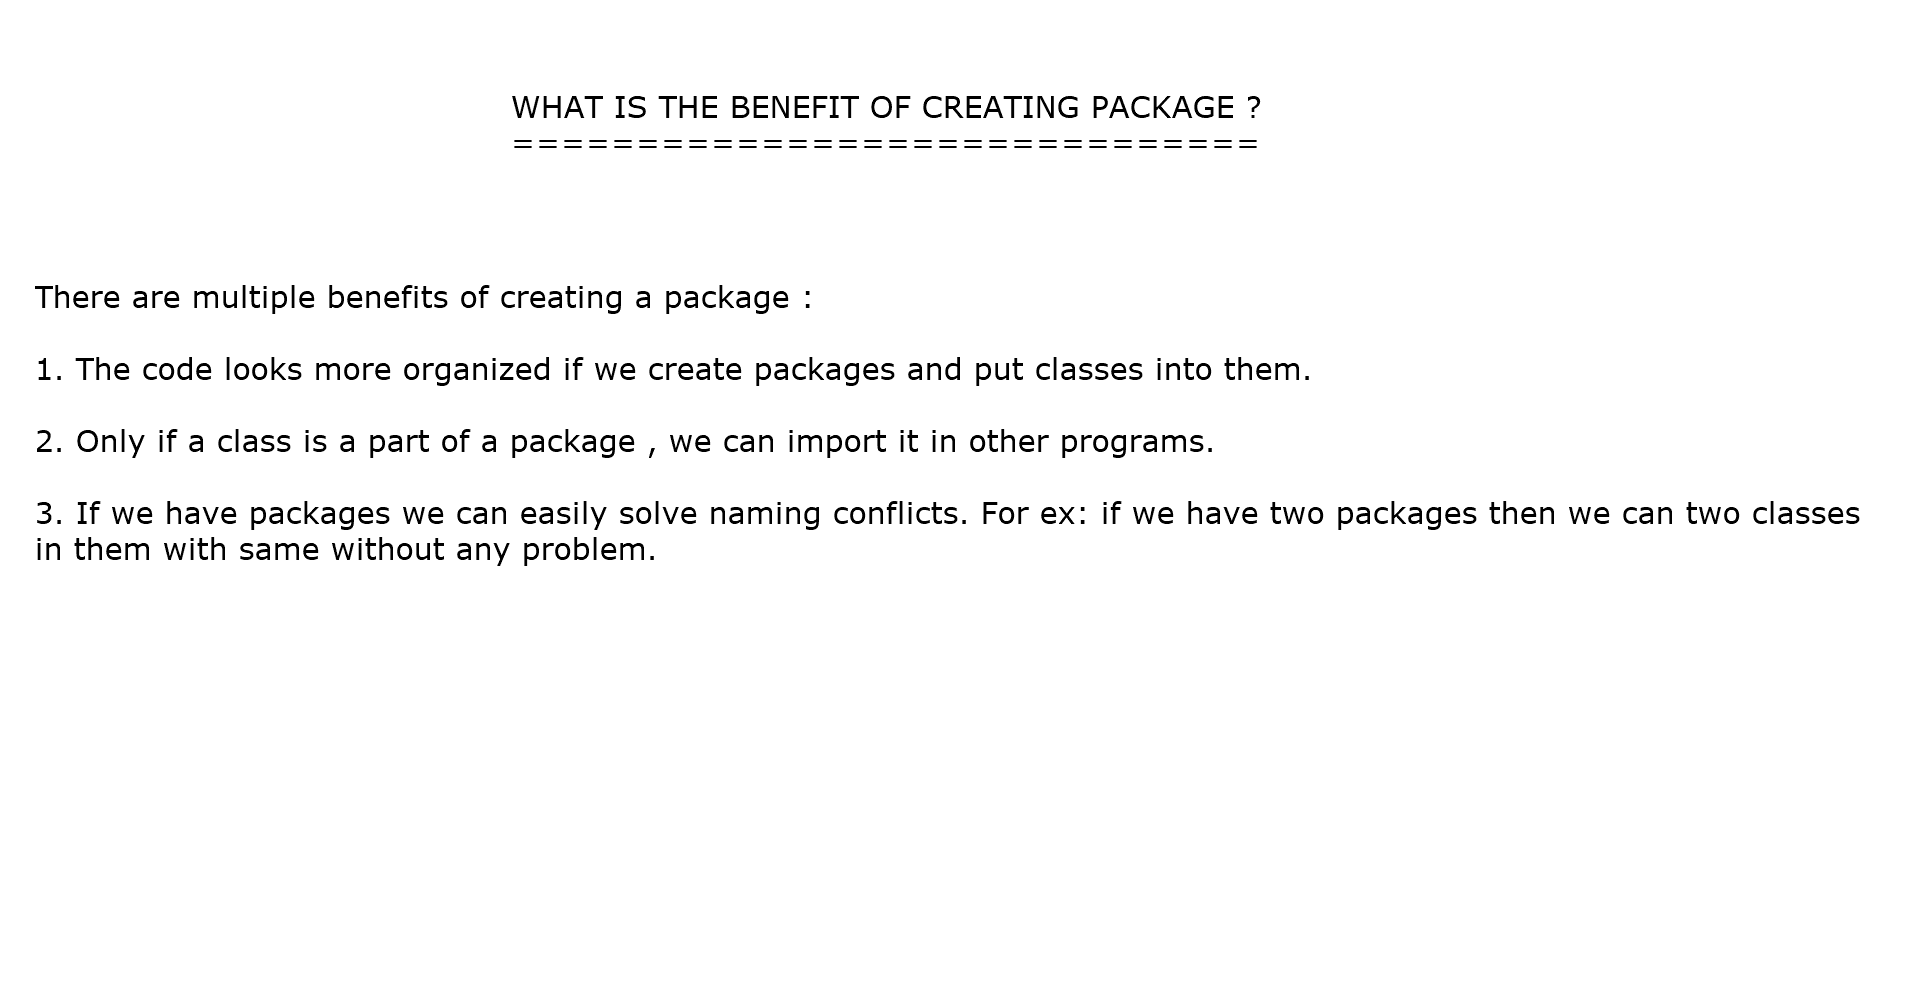 WHAT IS THE BENEFIT OF CREATING PACKAGE ?
==============================
There are multiple benefits of creating a package :
1. The code looks more organized if we create packages and put classes into them.
2. Only if a class is a part of a package , we can import it in other programs.
3. If we have packages we can easily solve naming conflicts. For ex: if we have two packages then we can two classes
in them with same without any problem.